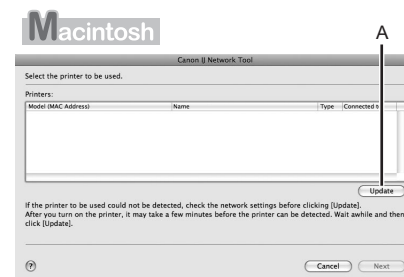 Macintosh
A
Canon IJ Network Tool
Select the printer to be used.
Printers:
Model (MAC Address) Name Type Connected to
Update
If the printer to be used could not be detected, check the network settings before clicking [Update].
After you turn on the printer, it may take a few minutes before the printer can be detected. Wait awhile and then
click [Update].
? Cancel Next